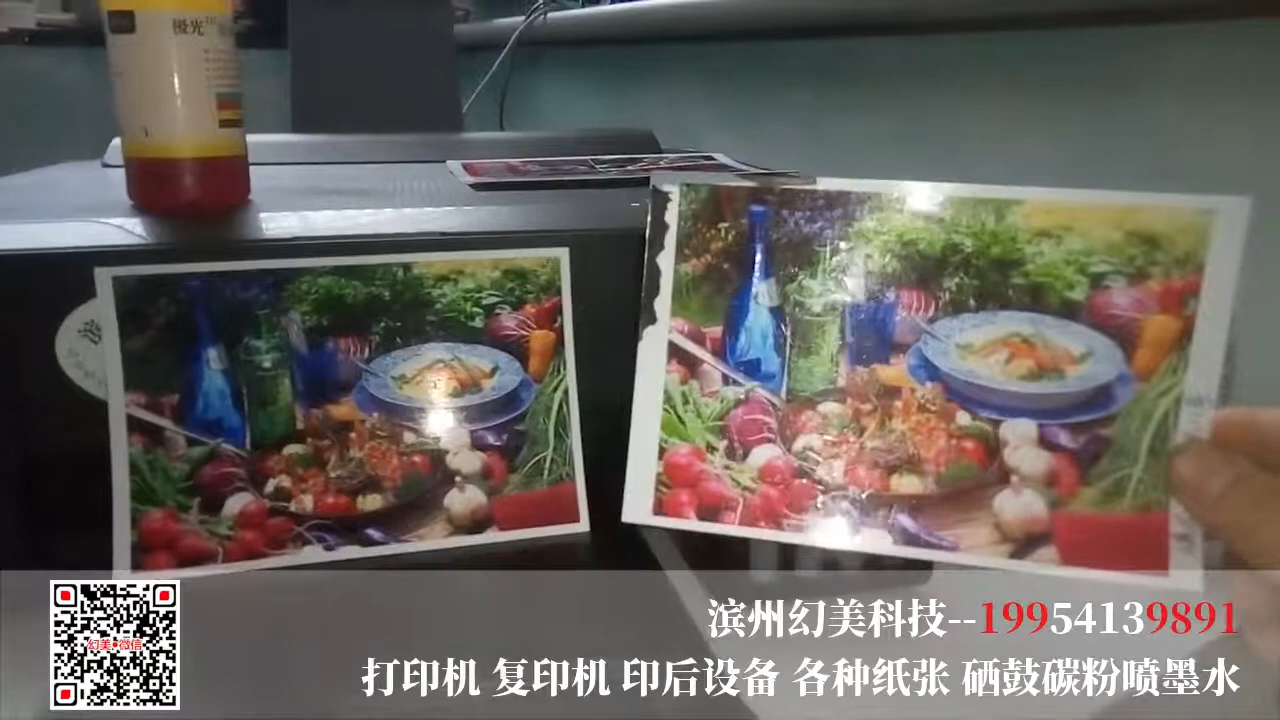 极光
幻美●微信
滨州幻美科技--19954139891
打印机 复印机 印后设备 各种纸张 硒鼓碳粉喷墨水